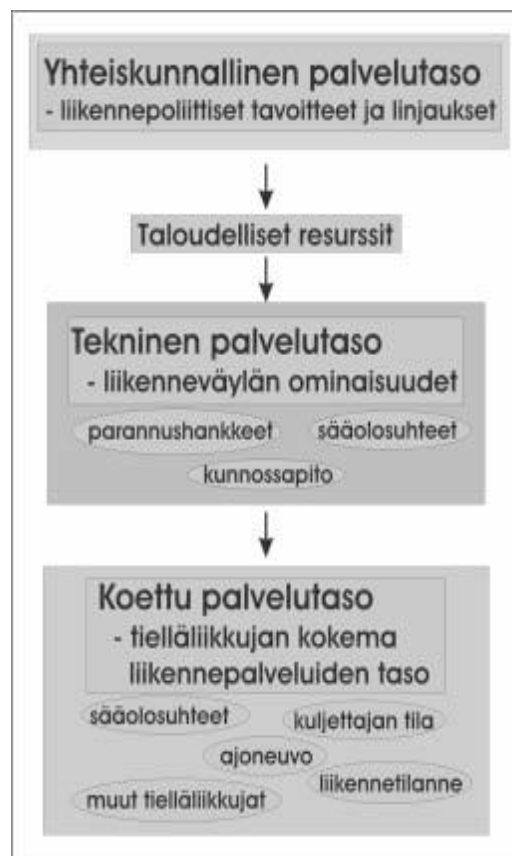 Yhteiskunnallinen palvelutaso
- liikennepoliittiset tavoitteet ja linjaukset
Taloudelliset resurssit
Tekninen palvelutaso
- liikenneväylän ominaisuudet
parannushankkeet
sääolosuhteet
kunnossapito
Koettu palvelutaso
- tielläliikkujan kokema
liikennepalveluiden taso
sääolosuhteet
kuljettajan tila
ajoneuvo
liikennetilanne
muut tielläliikkujat